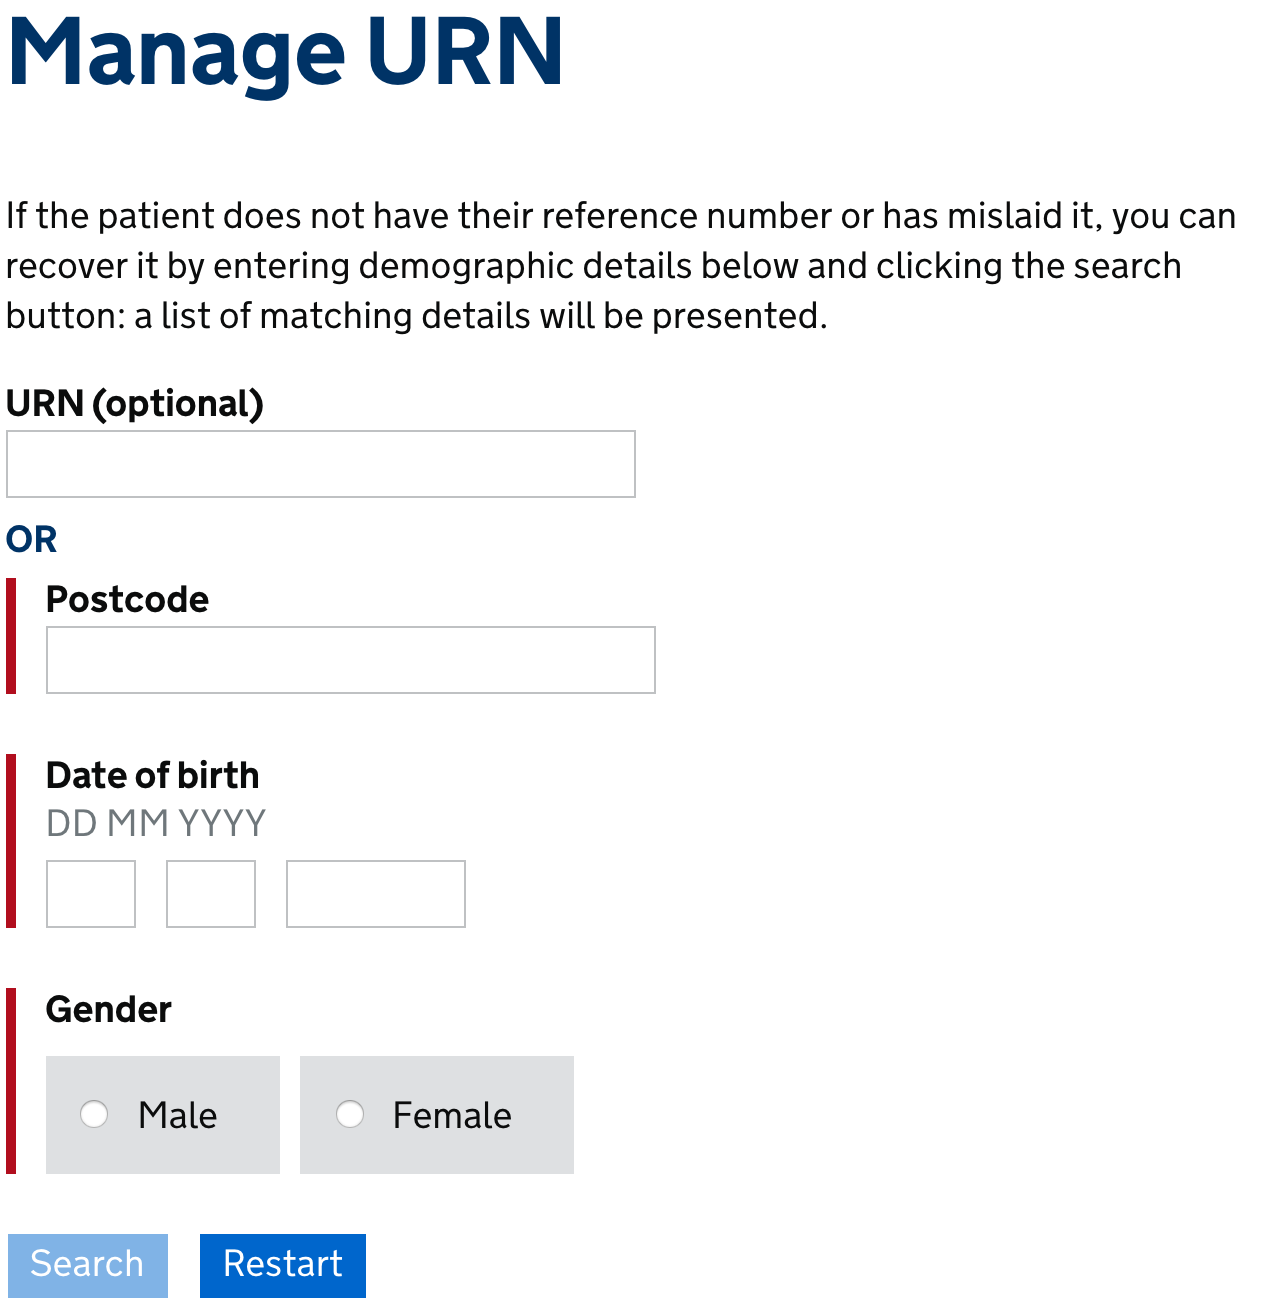 Manage URN
If the patient does not have their reference number or has mislaid it, you can
recover it by entering demographic details below and clicking the search
button: a list of matching details will be presented.
URN (optional)
OR
Postcode
Date of birth
DD MM YYYY
Gender
Male Female
Search Restart